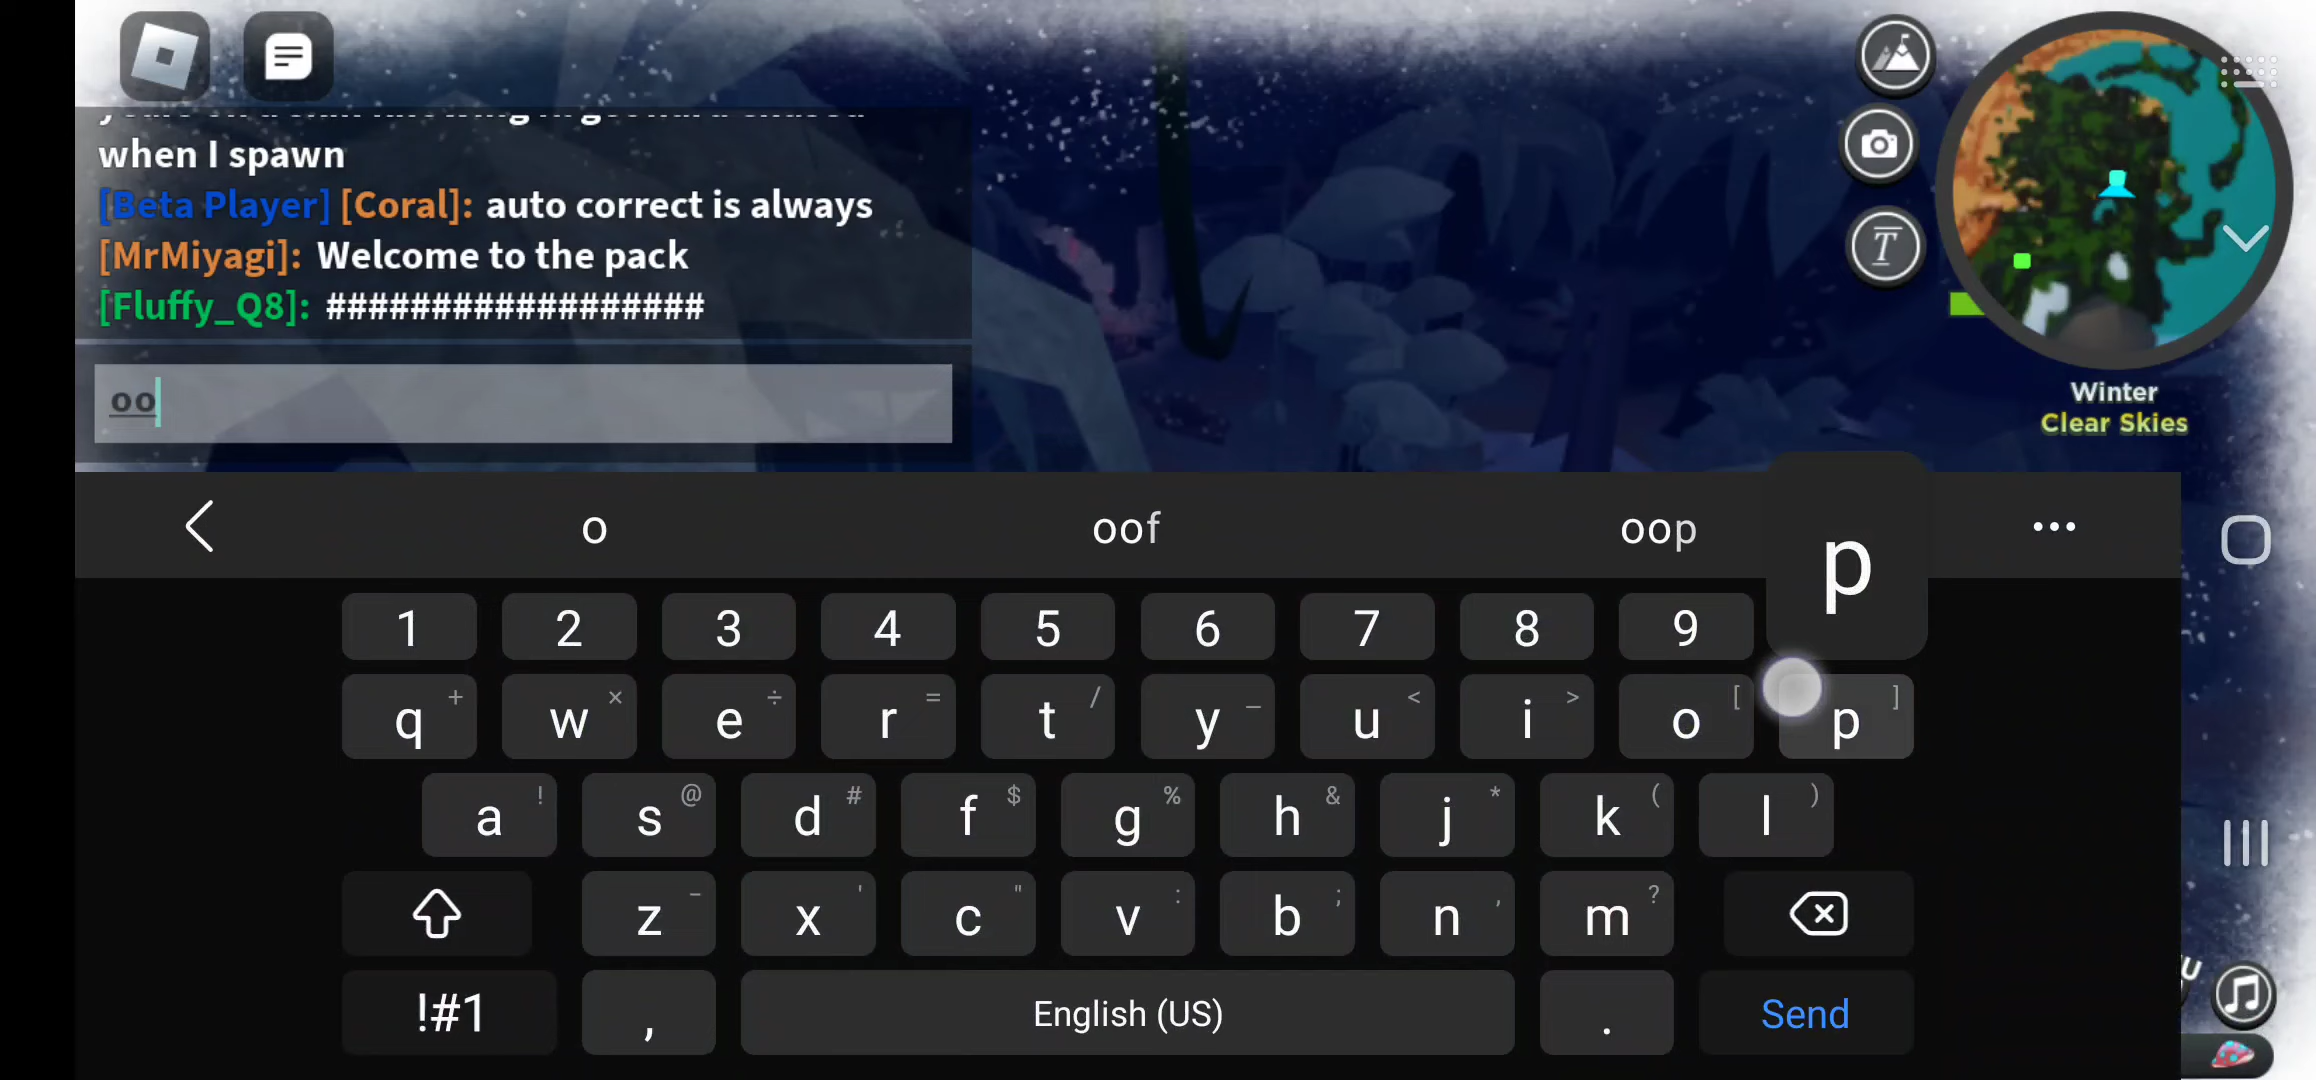 when I spawn
[Beta Player] [Coral]: auto correct is always
[MrMiyagi]: Welcome to the pack
[Fluffy_Q8]: ##################
oo
T
Winter
Clear Skies
o oof oop
p
1 2 3 4 5 6 7 8 9
q + w × e ÷ r = t / y _ u < i > o [ p ]
a ! s @ d # f $ g % h & j * k ( l )
z - x ' c " v : b ; n , m ?
!#1 , English (US) . Send